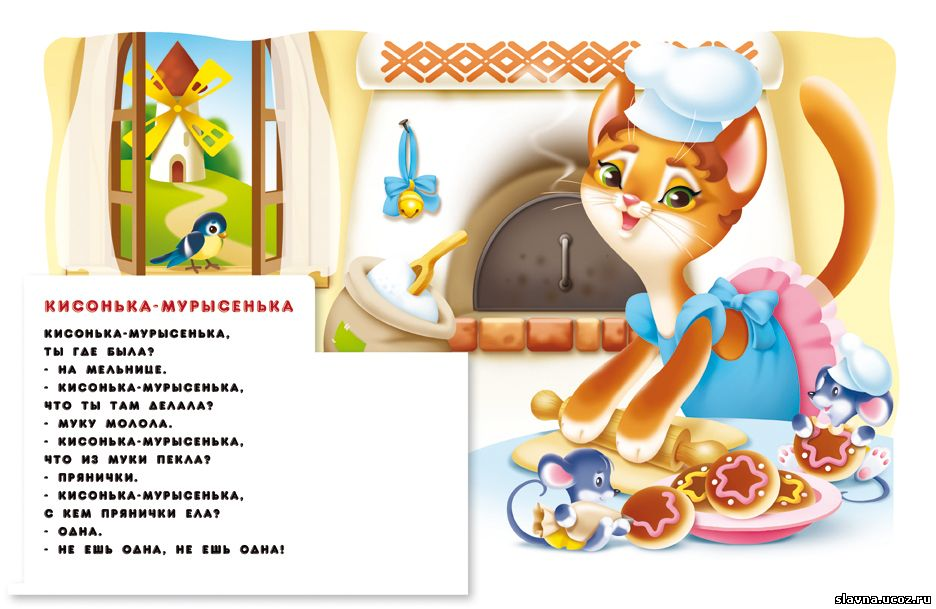 КИСОНЬКА-МУРЫСЕНЬКА
КИСОНЬКА-МУРЫСЕНЬКА,
ТЫ ГДЕ БЫЛА?
- НА МЕЛЬНИЦЕ.
- КИСОНЬКА-МУРЫСЕНЬКА,
ЧТО ТЫ ТАМ ДЕЛАЛА?
- МУКУ МОЛОЛА.
- КИСОНЬКА-МУРЫСЕНЬКА,
ЧТО ИЗ МУКИ ПЕКЛА?
- ПРЯНИЧКИ.
- КИСОНЬКА-МУРЫСЕНЬКА,
С КЕМ ПРЯНИЧКИ ЕЛА?
- ОДНА.
- НЕ ЕШЬ ОДНА, НЕ ЕШЬ ОДНА!
slavna.ucoz.ru